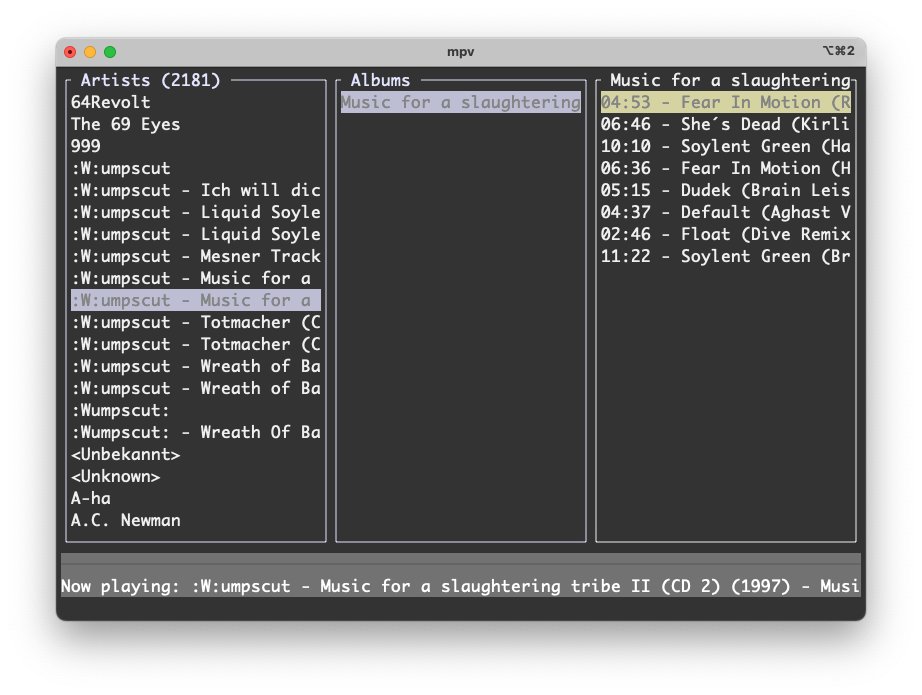 mpv
⌥⌘2
Artists (2181)
64Revolt
The 69 Eyes
999
:W:umpscut
:W:umpscut - Ich will dic
:W:umpscut - Liquid Soyle
:W:umpscut - Liquid Soyle
:W:umpscut - Mesner Track
:W:umpscut - Music for a
:W:umpscut - Music for a
:W:umpscut - Totmacher (C
:W:umpscut - Totmacher (C
:W:umpscut - Wreath of Ba
:W:umpscut - Wreath of Ba
:Wumpscut:
:Wumpscut: - Wreath Of Ba
<Unbekannt>
<Unknown>
A-ha
A.C. Newman
Albums
Music for a slaughtering
Music for a slaughtering
04:53 - Fear In Motion (R
06:46 - She´s Dead (Kirli
10:10 - Soylent Green (Ha
06:36 - Fear In Motion (H
05:15 - Dudek (Brain Leis
04:37 - Default (Aghast V
02:46 - Float (Dive Remix
11:22 - Soylent Green (Br
Now playing: :W:umpscut - Music for a slaughtering tribe II (CD 2) (1997) - Musi